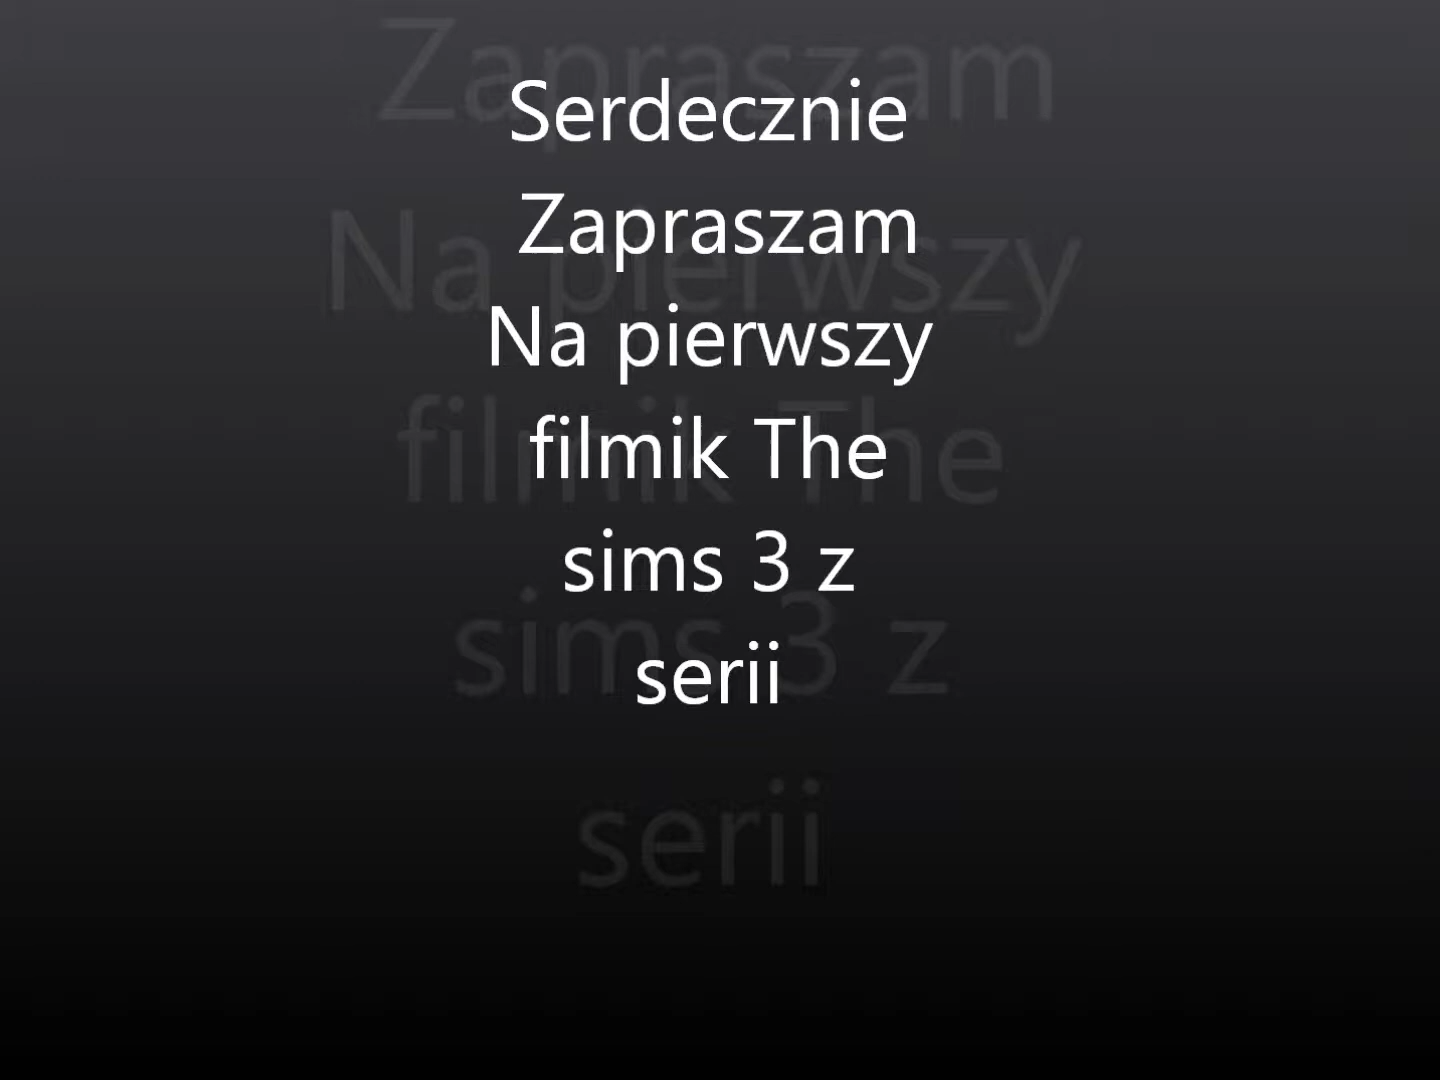 Serdecznie
Zapraszam
Na pierwszy
filmik The
sims 3 z
serii